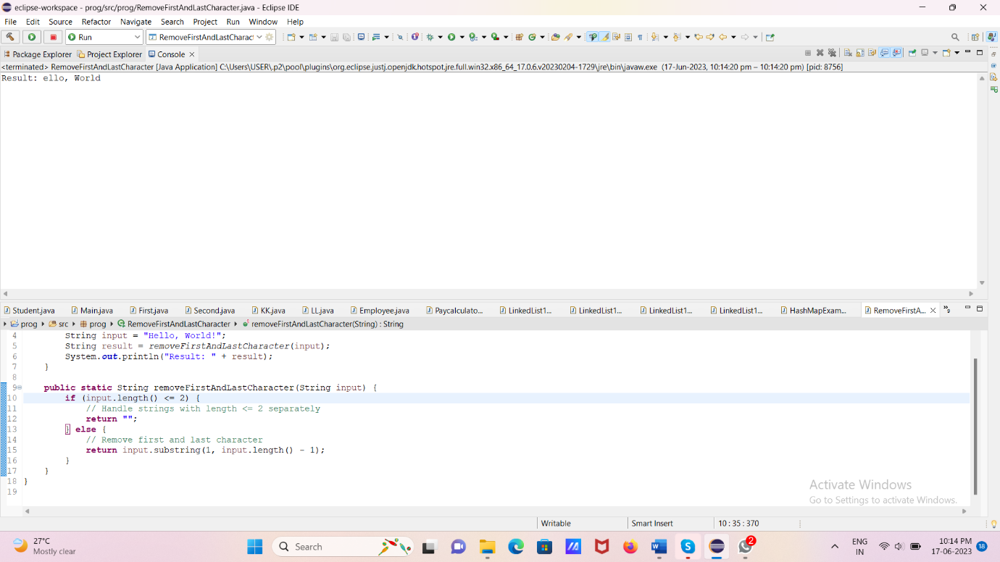 eclipse-workspace - prog/src/prog/RemoveFirstAndLastCharacter.java - Eclipse IDE
File Edit Source Refactor Navigate Search Project Run Window Help
Run RemoveFirstAndLastCharac
Package Explorer Project Explorer Console
<terminated> RemoveFirstAndLastCharacter [Java Application] C:\Users\USER\.p2\pool\plugins\org.eclipse.justj.openjdk.hotspot.jre.full.win32.x86_64_17.0.6.v20230204-1729\jre\bin\javaw.exe (17-Jun-2023, 10:14:20 pm – 10:14:20 pm) [pid: 8756]
Result: ello, World
Student.java Main.java First.java Second.java KK.java LL.java Employee.java Paycalculato... LinkedList1... LinkedList1... LinkedList1... LinkedList1... HashMapExam... RemoveFirstA... »9
prog src prog RemoveFirstAndLastCharacter removeFirstAndLastCharacter(String) : String
4 String input = "Hello, World!";
5 String result = removeFirstAndLastCharacter(input);
6 System.out.println("Result: " + result);
7 }
8
9 public static String removeFirstAndLastCharacter(String input) {
10 if (input.length() <= 2) {
11 // Handle strings with length <= 2 separately
12 return "";
13 } else {
14 // Remove first and last character
15 return input.substring(1, input.length() - 1);
16 }
17 }
18 }
19
Activate Windows
Go to Settings to activate Windows.
Writable Smart Insert 10 : 35 : 370
27°C
Mostly clear
Search
2
ENG
IN
10:14 PM
17-06-2023
18